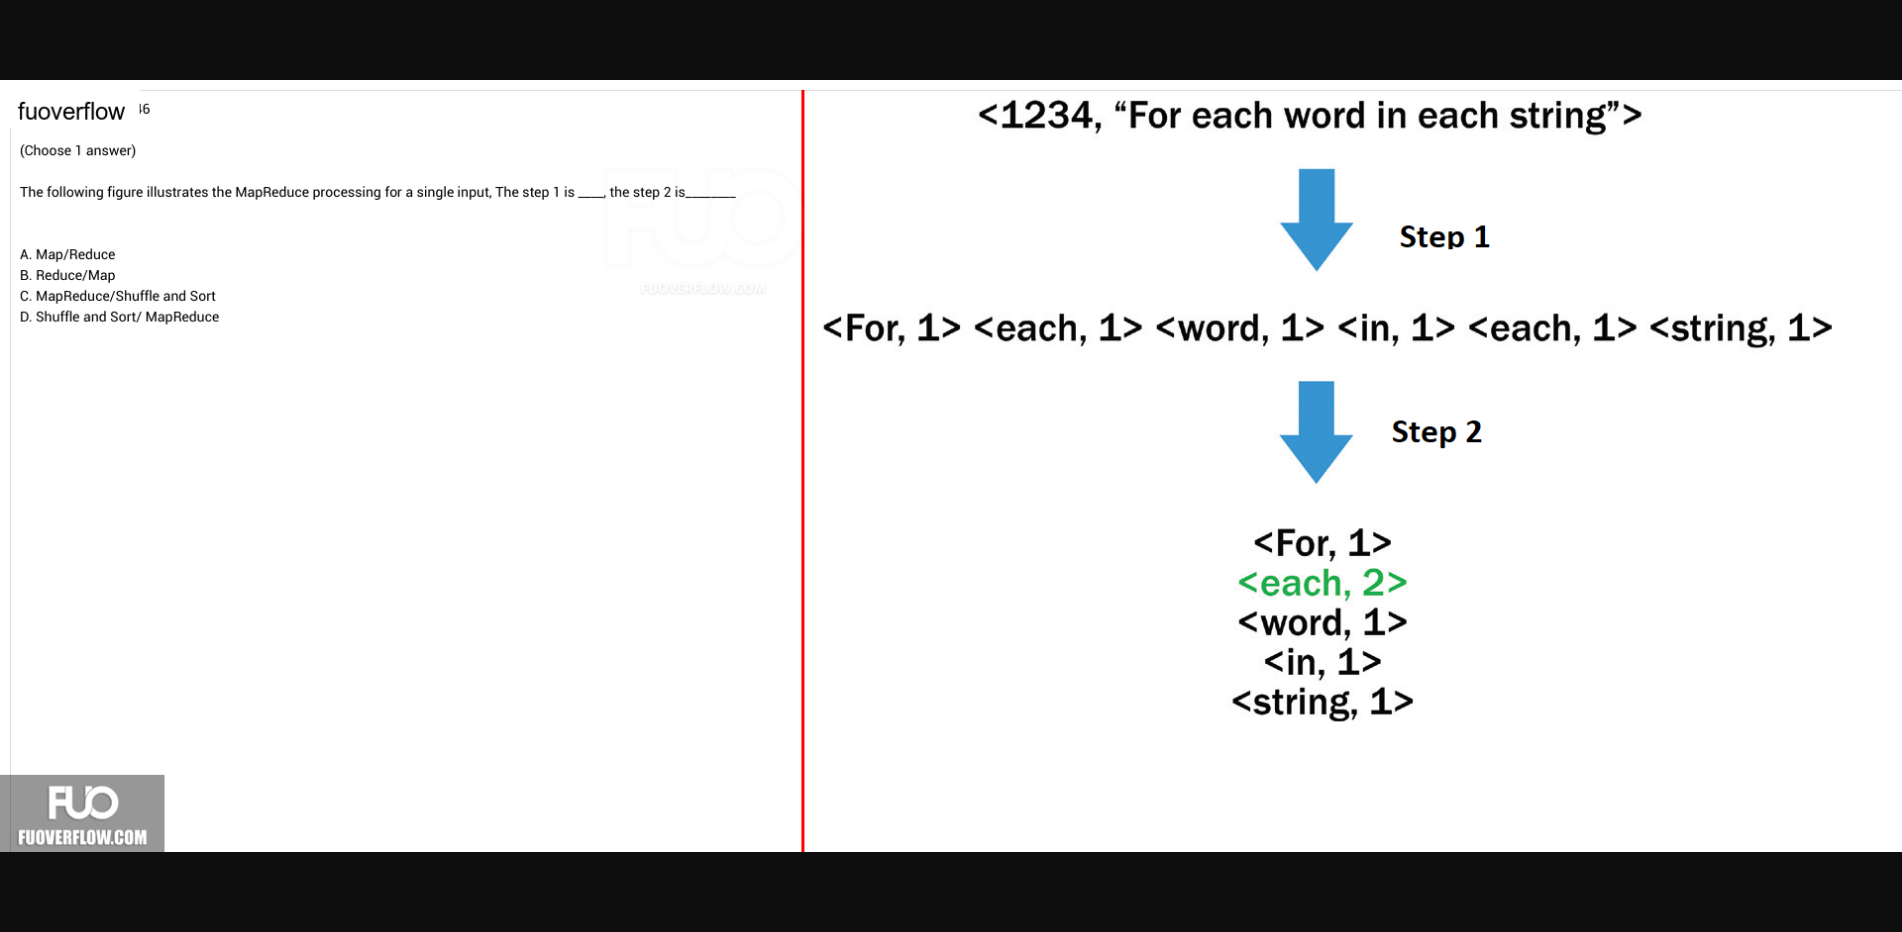 fuoverflow 46
(Choose 1 answer)
The following figure illustrates the MapReduce processing for a single input, The step 1 is ____, the step 2 is_______
A. Map/Reduce
B. Reduce/Map
C. MapReduce/Shuffle and Sort
D. Shuffle and Sort/ MapReduce
FUO
FUOVERFLOW.COM
<1234, “For each word in each string”>
Step 1
<For, 1> <each, 1> <word, 1> <in, 1> <each, 1> <string, 1>
Step 2
<For, 1>
<each, 2>
<word, 1>
<in, 1>
<string, 1>
FUO
FUOVERFLOW.COM